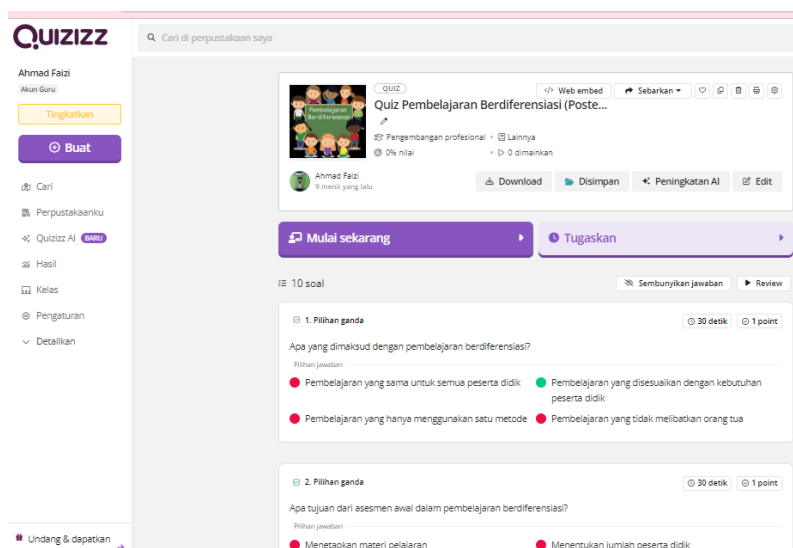 QUIZIZZ
Cari di perpustakaan saya
Ahmad Faizi
Akun Guru
Tingkatkan
Buat
Cari
Perpustakaanku
Quizizz AI BARU
Hasil
Kelas
Pengaturan
Detailkan
Undang & dapatkan
Pembelajaran
Berdiferensiasi
QUIZ
</> Web embed
Sebarkan
Quiz Pembelajaran Berdiferensiasi (Poste...
Pengembangan profesional • Lainnya
0% nilai • 0 dimainkan
Ahmad Faizi
9 menit yang lalu
Download
Disimpan
Peningkatan AI
Edit
Mulai sekarang
Tugaskan
10 soal
Sembunyikan jawaban
Review
1. Pilihan ganda
30 detik
1 point
Apa yang dimaksud dengan pembelajaran berdiferensiasi?
Pilihan jawaban
Pembelajaran yang sama untuk semua peserta didik
Pembelajaran yang disesuaikan dengan kebutuhan
peserta didik
Pembelajaran yang hanya menggunakan satu metode
Pembelajaran yang tidak melibatkan orang tua
2. Pilihan ganda
30 detik
1 point
Apa tujuan dari asesmen awal dalam pembelajaran berdiferensiasi?
Pilihan jawaban
Menetapkan materi pelajaran
Menentukan jumlah peserta didik